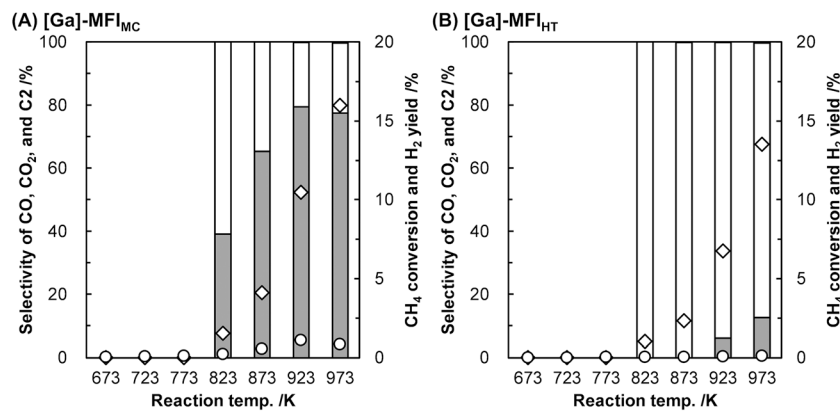 (A) [Ga]-MFI_MC
Selectivity of CO, CO₂, and C2 /%
100
80
60
40
20
0
20
15
10
5
0
CH₄ conversion and H₂ yield /%
673 723 773 823 873 923 973
Reaction temp. /K
(B) [Ga]-MFI_HT
Selectivity of CO, CO₂, and C2 /%
100
80
60
40
20
0
20
15
10
5
0
CH₄ conversion and H₂ yield /%
673 723 773 823 873 923 973
Reaction temp. /K